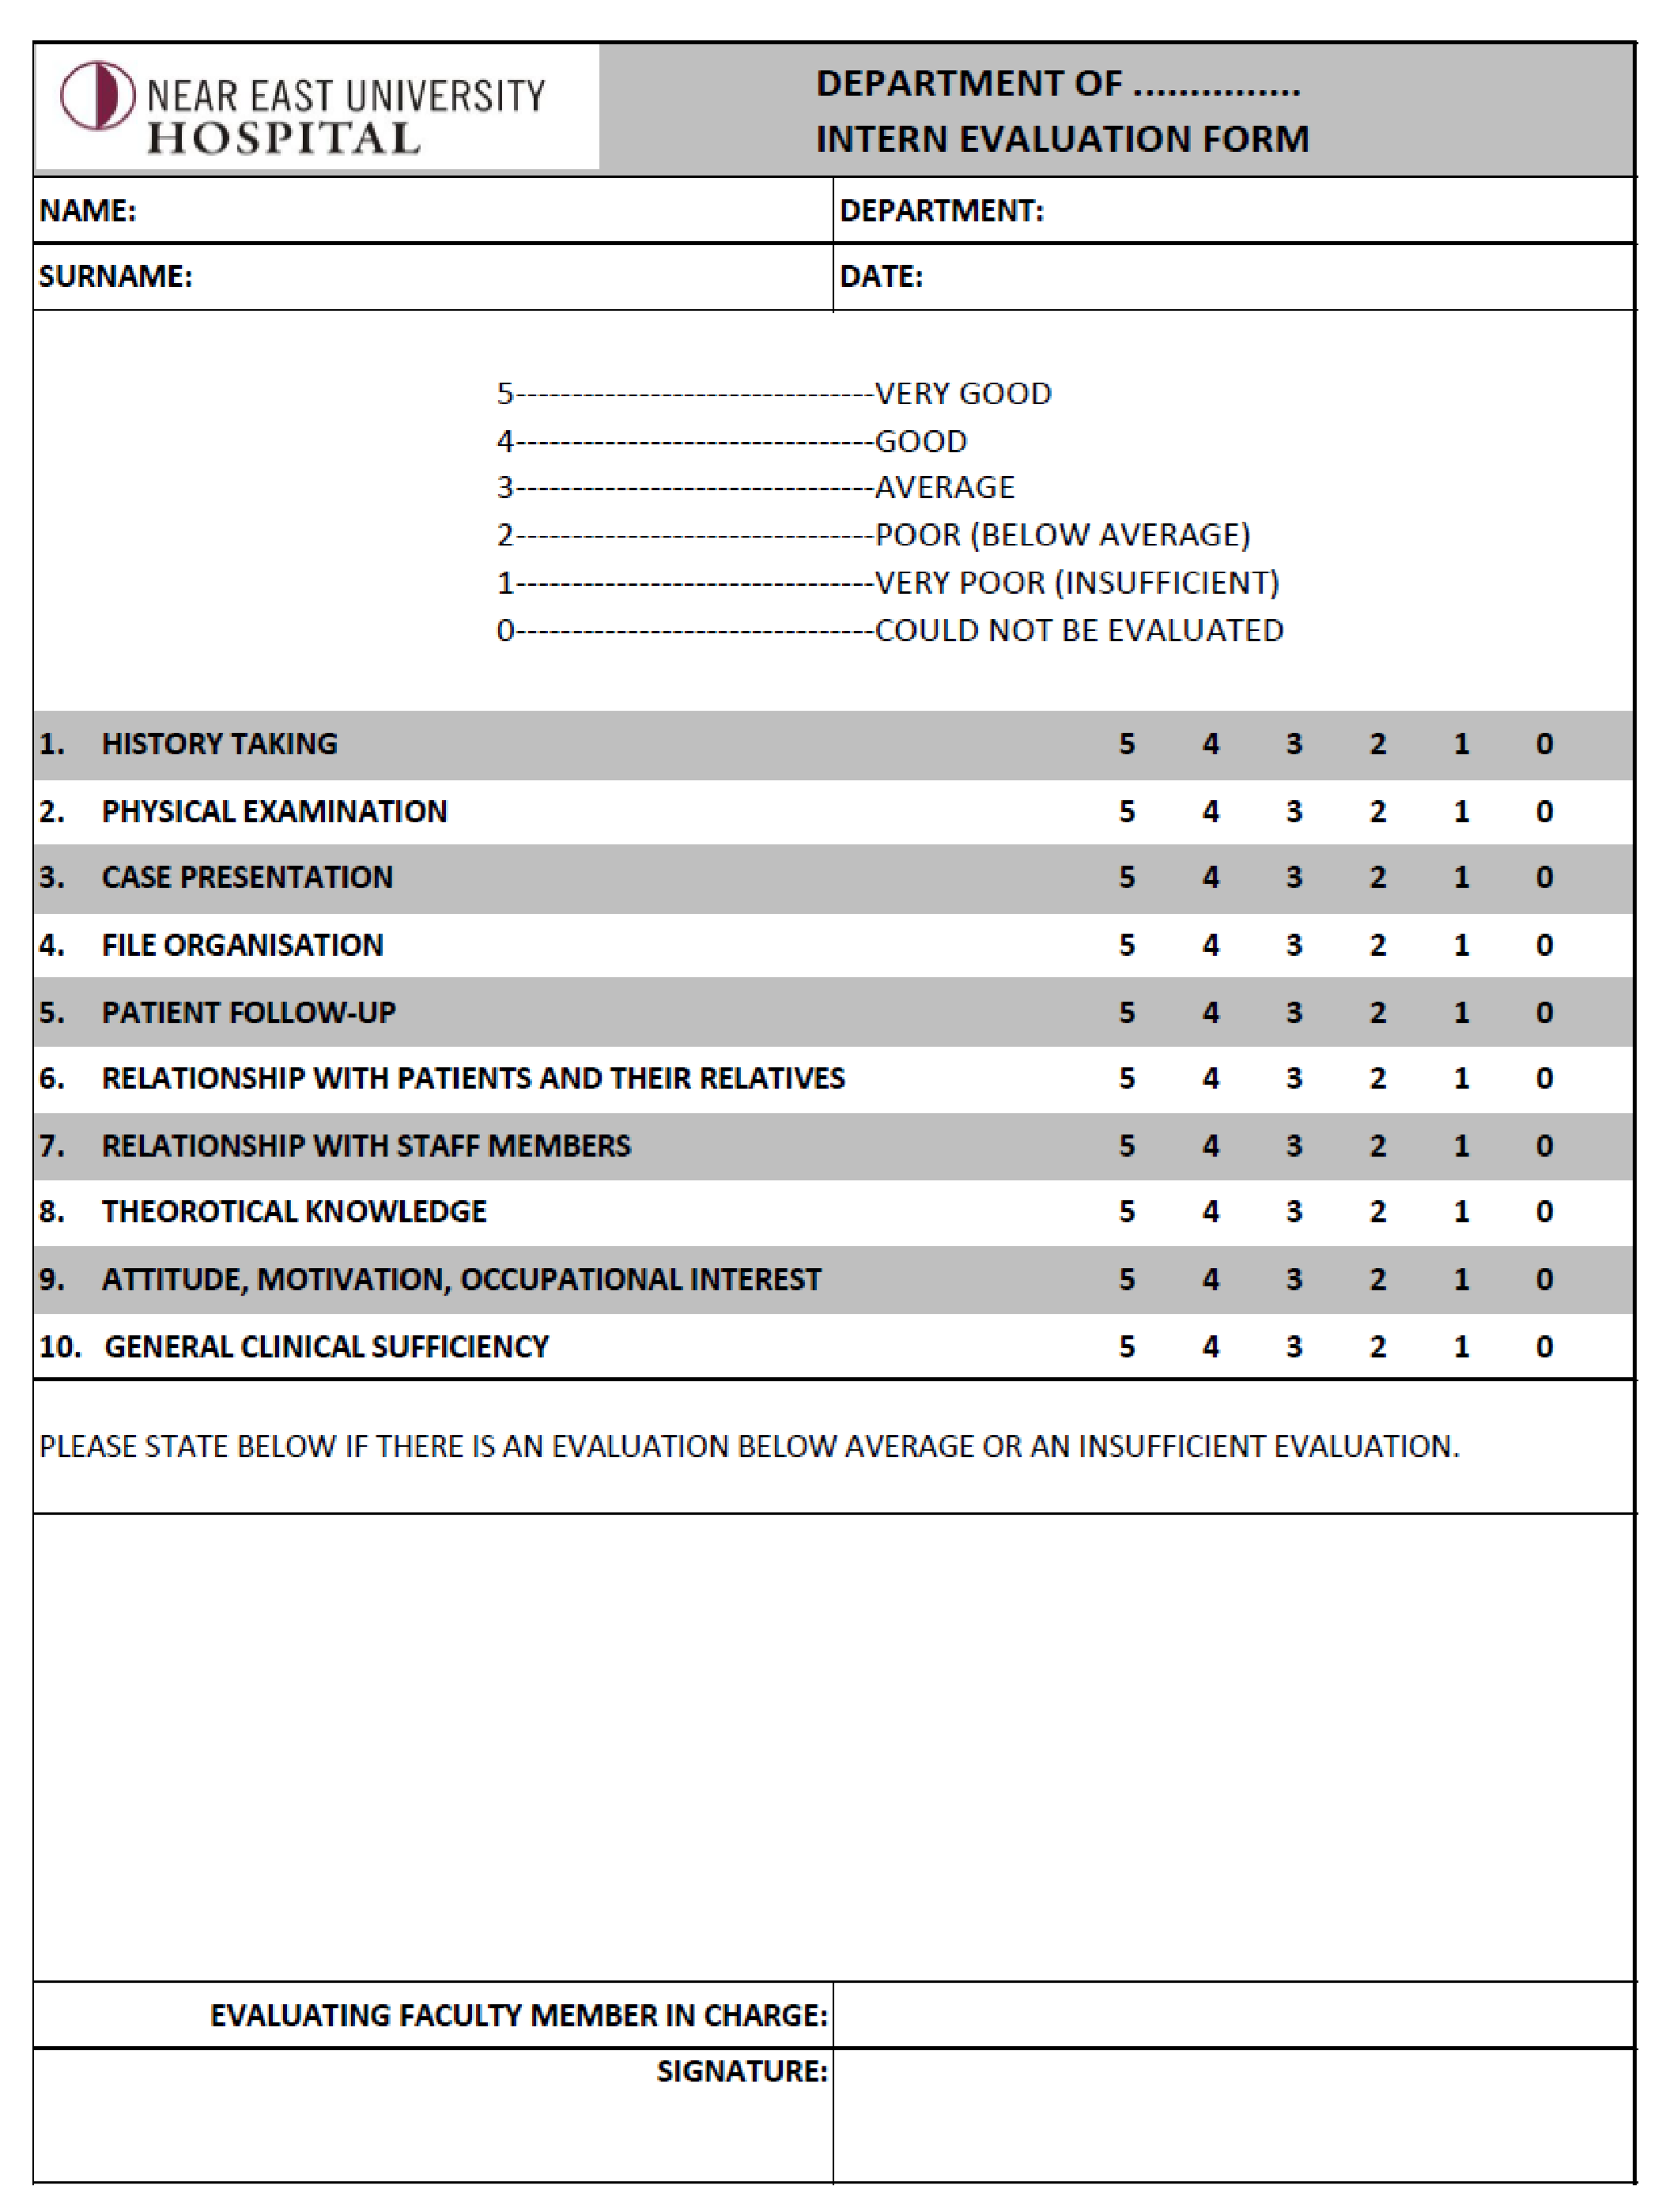 NEAR EAST UNIVERSITY
HOSPITAL
DEPARTMENT OF ...............
INTERN EVALUATION FORM
NAME:
DEPARTMENT:
SURNAME:
DATE:
5--------------------------------VERY GOOD
4--------------------------------GOOD
3--------------------------------AVERAGE
2--------------------------------POOR (BELOW AVERAGE)
1--------------------------------VERY POOR (INSUFFICIENT)
0--------------------------------COULD NOT BE EVALUATED
1. HISTORY TAKING 5 4 3 2 1 0
2. PHYSICAL EXAMINATION 5 4 3 2 1 0
3. CASE PRESENTATION 5 4 3 2 1 0
4. FILE ORGANISATION 5 4 3 2 1 0
5. PATIENT FOLLOW-UP 5 4 3 2 1 0
6. RELATIONSHIP WITH PATIENTS AND THEIR RELATIVES 5 4 3 2 1 0
7. RELATIONSHIP WITH STAFF MEMBERS 5 4 3 2 1 0
8. THEOROTICAL KNOWLEDGE 5 4 3 2 1 0
9. ATTITUDE, MOTIVATION, OCCUPATIONAL INTEREST 5 4 3 2 1 0
10. GENERAL CLINICAL SUFFICIENCY 5 4 3 2 1 0
PLEASE STATE BELOW IF THERE IS AN EVALUATION BELOW AVERAGE OR AN INSUFFICIENT EVALUATION.
EVALUATING FACULTY MEMBER IN CHARGE:
SIGNATURE: